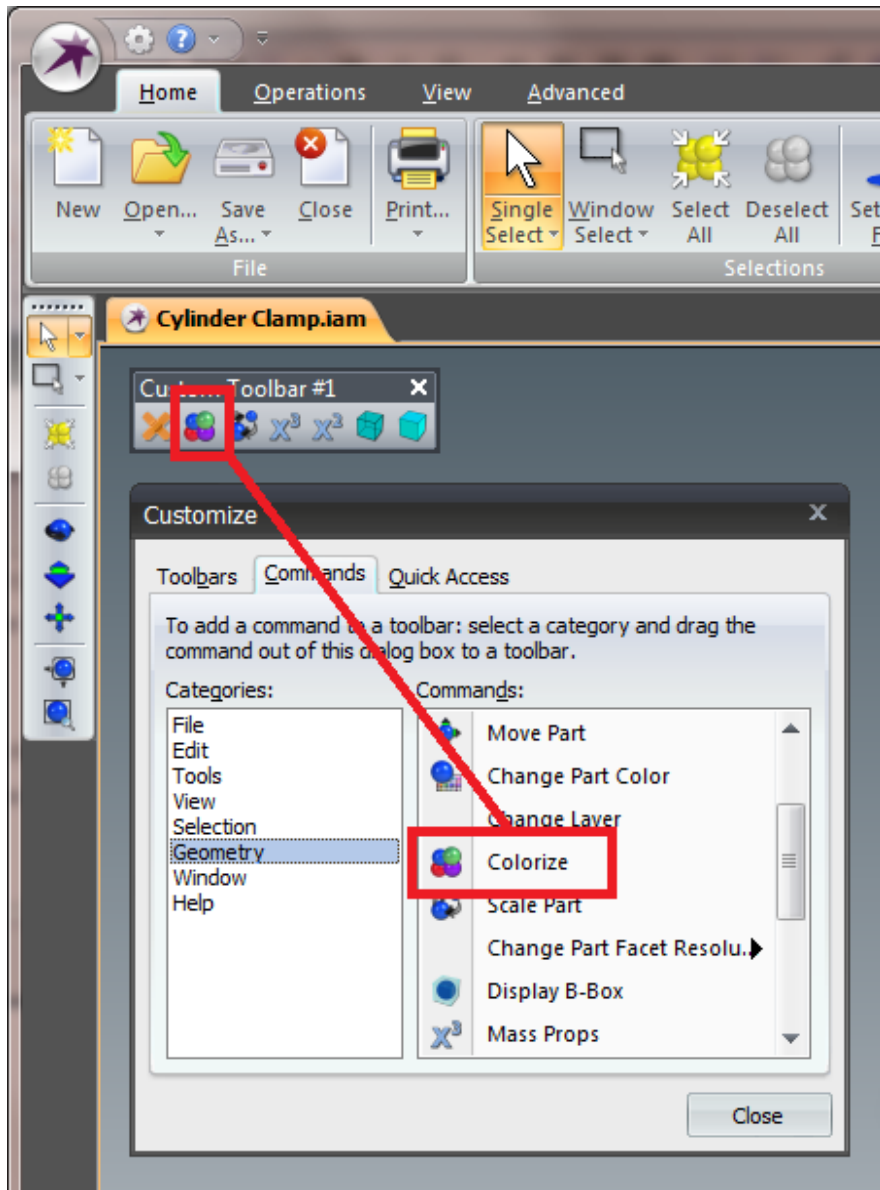 Home Operations View Advanced
New Open... Save As... Close Print... Single Select Window Select Select All Deselect All Set
File Selections
Cylinder Clamp.iam
Toolbar #1
Customize
Toolbars Commands Quick Access
To add a command to a toolbar: select a category and drag the
command out of this dialog box to a toolbar.
Categories: Commands:
File
Edit
Tools
View
Selection
Geometry
Window
Help
Move Part
Change Part Color
Change Layer
Colorize
Scale Part
Change Part Facet Resolu..
Display B-Box
Mass Props
Close